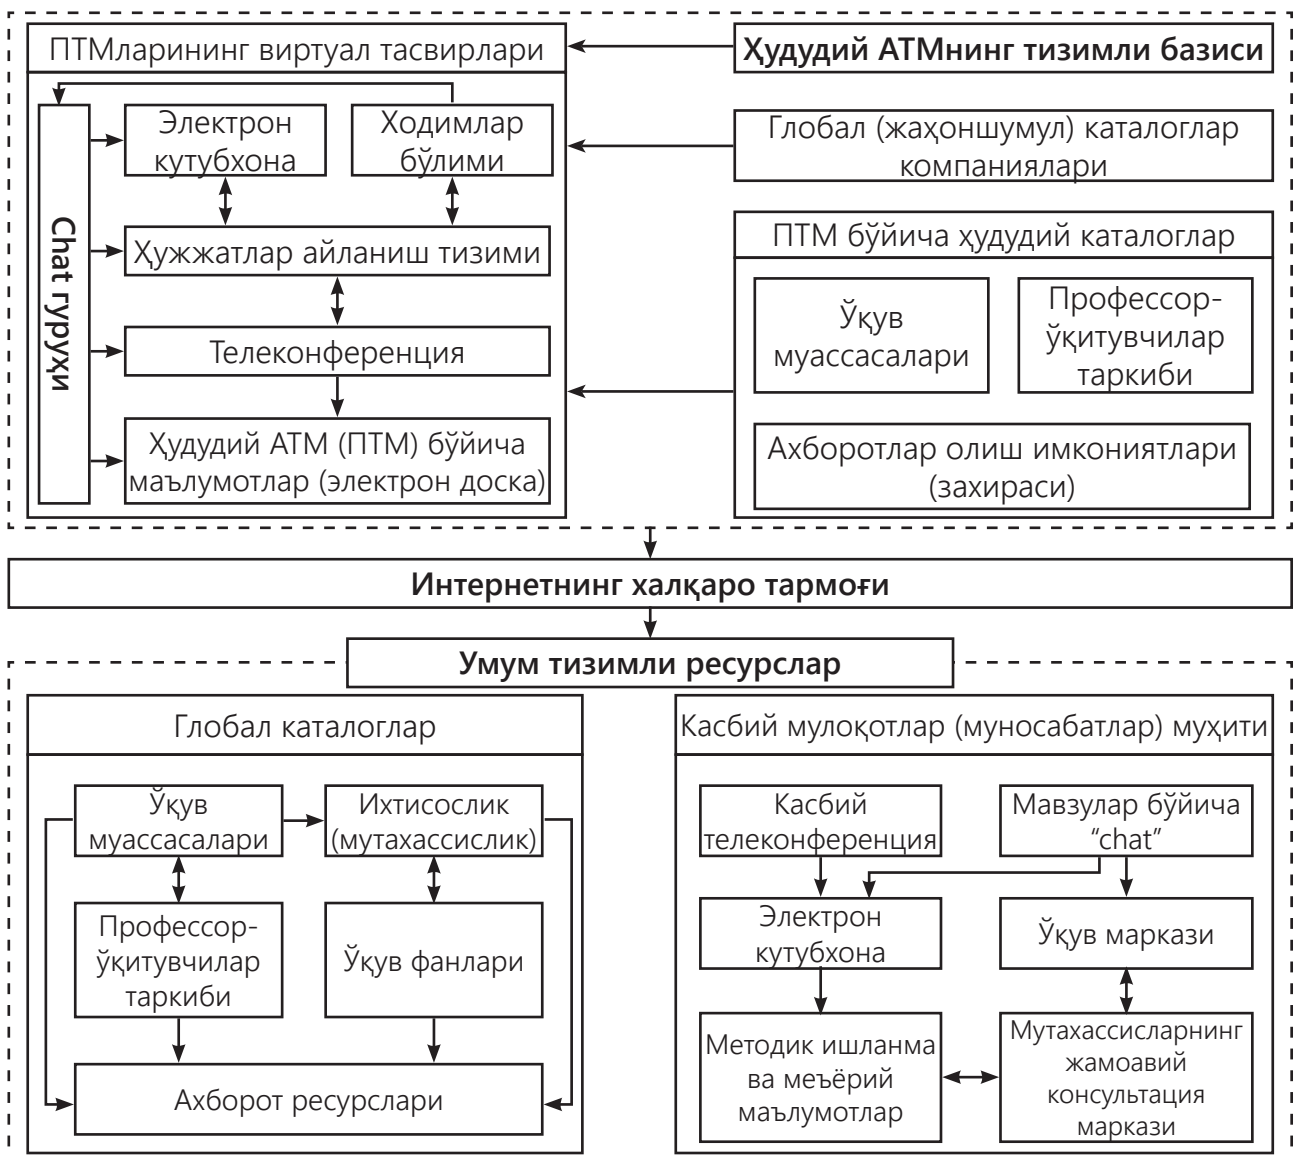 ПТМларининг виртуал тасвирлари
Chat гуруҳи
Электрон
кутубхона
Ходимлар
бўлими
Ҳужжатлар айланиш тизими
Телеконференция
Ҳудудий АТМ (ПТМ) бўйича
маълумотлар (электрон доска)
Ҳудудий АТМнинг тизимли базиси
Глобал (жаҳоншумул) каталоглар
компаниялари
ПТМ бўйича ҳудудий каталоглар
Ўқув
муассасалари
Профессор-
ўқитувчилар
таркиби
Ахборотлар олиш имкониятлари
(захираси)
Интернетнинг халқаро тармоғи
Умум тизимли ресурслар
Глобал каталоглар
Ўқув
муассасалари
Ихтисослик
(мутахассислик)
Профессор-
ўқитувчилар
таркиби
Ўқув фанлари
Ахборот ресурслари
Касбий мулоқотлар (муносабатлар) муҳити
Касбий
телеконференция
Мавзулар бўйича
“chat”
Электрон
кутубхона
Ўқув маркази
Методик ишланма
ва меъёрий
маълумотлар
Мутахассисларнинг
жамоавий
консультация
маркази